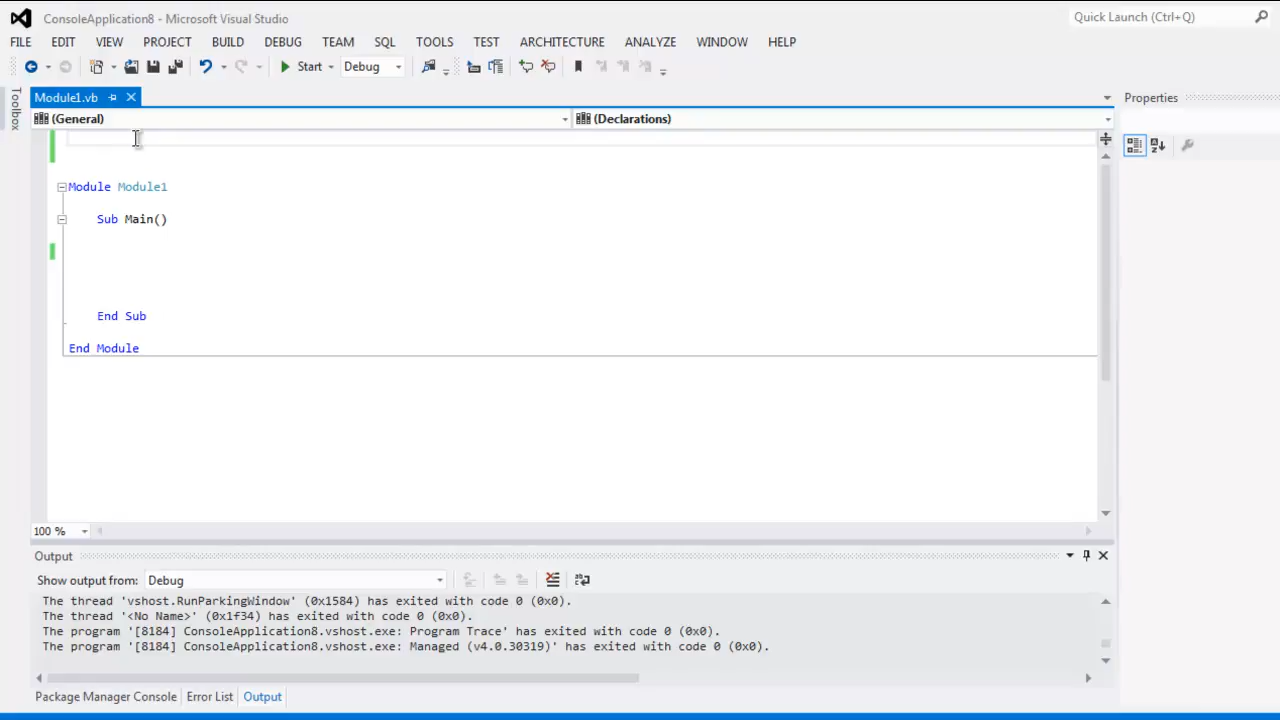 ConsoleApplication8 - Microsoft Visual Studio
Quick Launch (Ctrl+Q)
FILE EDIT VIEW PROJECT BUILD DEBUG TEAM SQL TOOLS TEST ARCHITECTURE ANALYZE WINDOW HELP
Start Debug
Toolbox
Module1.vb
Properties
(General)
(Declarations)
Module Module1
Sub Main()
End Sub
End Module
100 %
Output
Show output from: Debug
The thread 'vshost.RunParkingWindow' (0x1584) has exited with code 0 (0x0).
The thread '<No Name>' (0x1f34) has exited with code 0 (0x0).
The program '[8184] ConsoleApplication8.vshost.exe: Program Trace' has exited with code 0 (0x0).
The program '[8184] ConsoleApplication8.vshost.exe: Managed (v4.0.30319)' has exited with code 0 (0x0).
Package Manager Console Error List Output